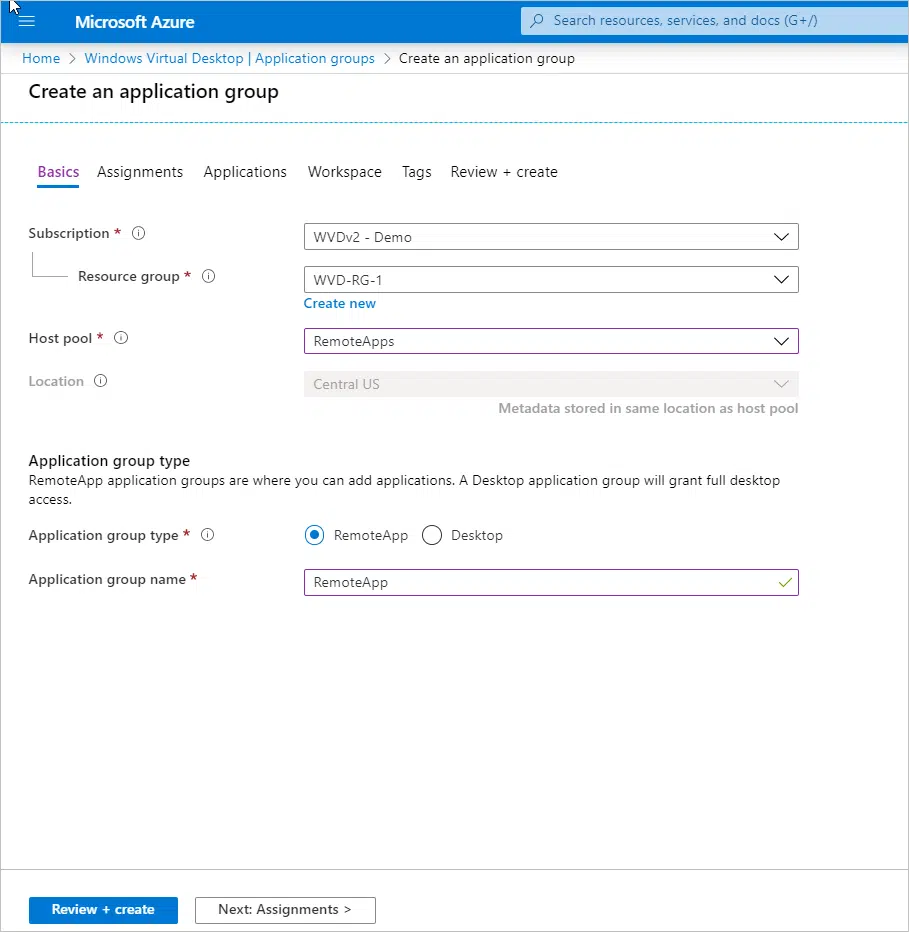 Microsoft Azure
Search resources, services, and docs (G+/)
Home > Windows Virtual Desktop | Application groups > Create an application group
Create an application group
Basics Assignments Applications Workspace Tags Review + create
Subscription *
WVDv2 - Demo
Resource group *
WVD-RG-1
Create new
Host pool *
RemoteApps
Location
Central US
Metadata stored in same location as host pool
Application group type
RemoteApp application groups are where you can add applications. A Desktop application group will grant full desktop
access.
Application group type *
RemoteApp Desktop
Application group name *
RemoteApp
Review + create
Next: Assignments >